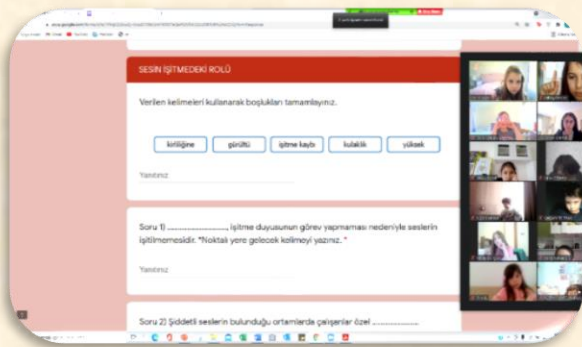 SESİN İŞİTMEDEKİ ROLÜ
Verilen kelimeleri kullanarak boşlukları tamamlayınız.
kirliliğine gürültü işitme kaybı kulaklık yüksek
Yanıtınız
Soru 1) ........................, işitme duyusunun görev yapmaması nedeniyle seslerin
işitilmemesidir. "Noktalı yere gelecek kelimeyi yazınız. *
Yanıtınız
Soru 2) Şiddetli seslerin bulunduğu ortamlarda çalışanlar özel ........................